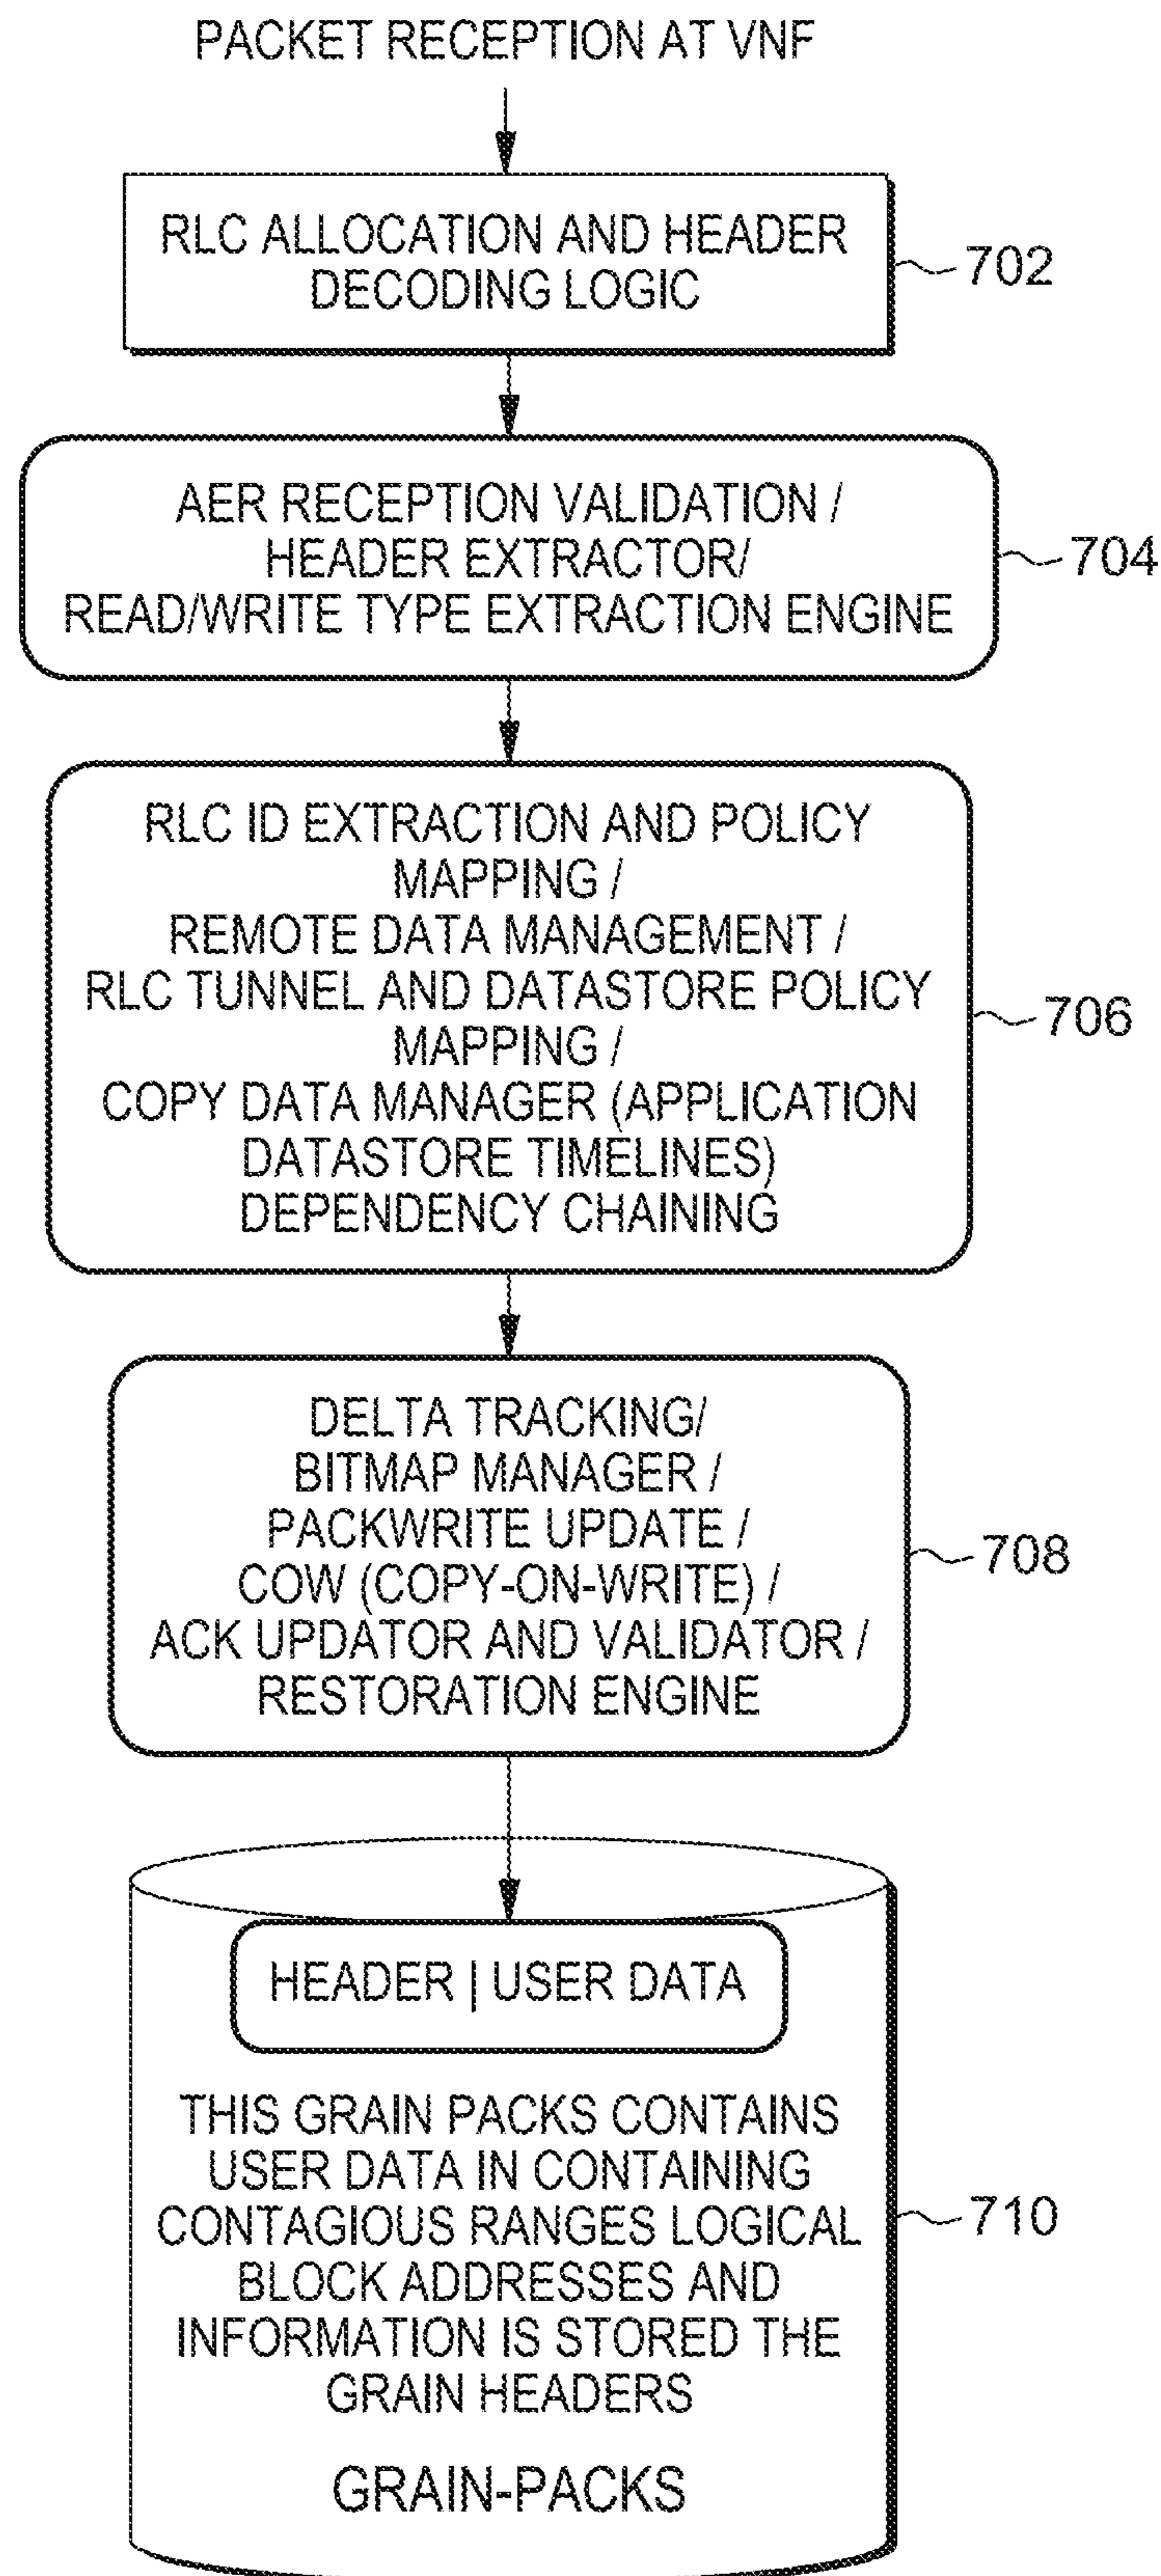 PACKET RECEPTION AT VNF
RLC ALLOCATION AND HEADER
DECODING LOGIC
702
AER RECEPTION VALIDATION /
HEADER EXTRACTOR/
READ/WRITE TYPE EXTRACTION ENGINE
704
RLC ID EXTRACTION AND POLICY
MAPPING /
REMOTE DATA MANAGEMENT /
RLC TUNNEL AND DATASTORE POLICY
MAPPING /
COPY DATA MANAGER (APPLICATION
DATASTORE TIMELINES)
DEPENDENCY CHAINING
706
DELTA TRACKING/
BITMAP MANAGER /
PACKWRITE UPDATE /
COW (COPY-ON-WRITE) /
ACK UPDATOR AND VALIDATOR /
RESTORATION ENGINE
708
HEADER | USER DATA
THIS GRAIN PACKS CONTAINS
USER DATA IN CONTAINING
CONTAGIOUS RANGES LOGICAL
BLOCK ADDRESSES AND
INFORMATION IS STORED THE
GRAIN HEADERS
710
GRAIN-PACKS